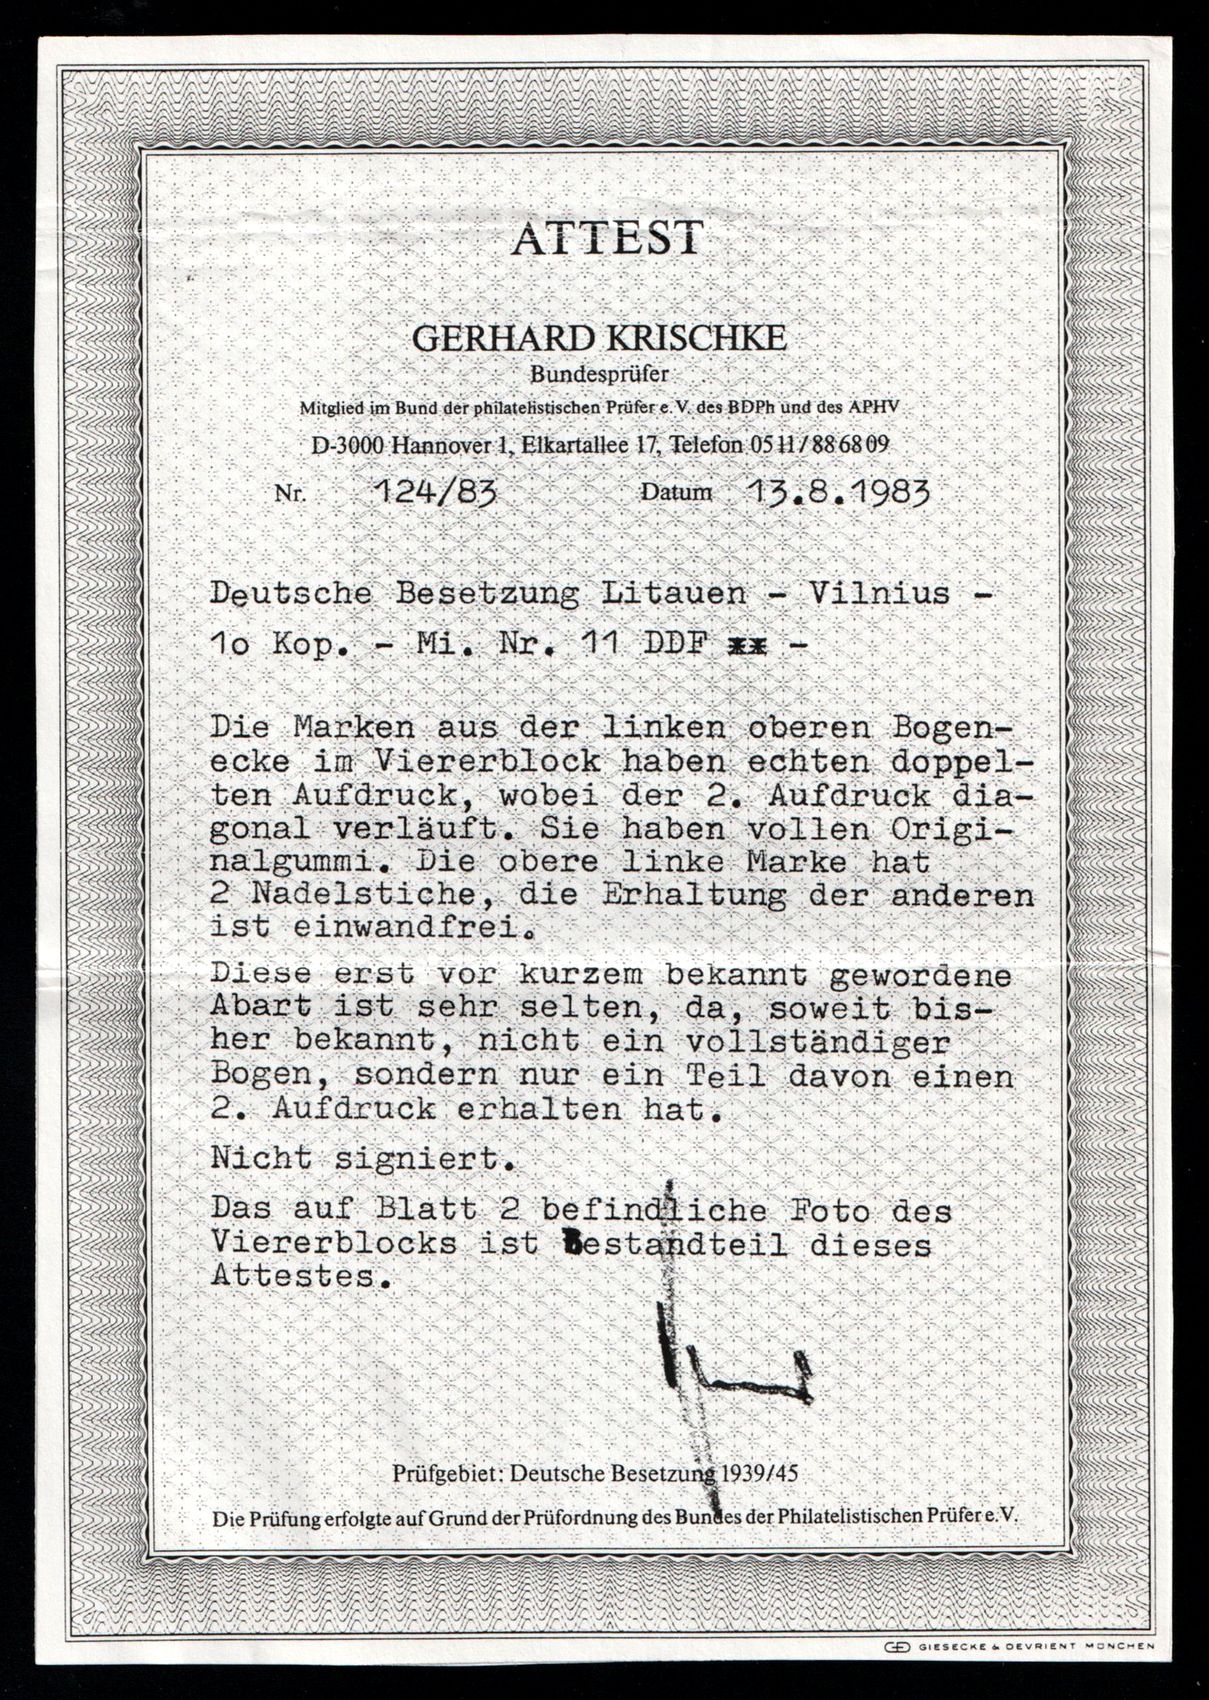 ATTEST
GERHARD KRISCHKE
Bundesprüfer
Mitglied im Bund der philatelistischen Prüfer e. V. des BDPh und des APHV
D-3000 Hannover 1, Elkartallee 17, Telefon 05 11 / 88 68 09
Nr. 124/83 Datum 13.8.1983
Deutsche Besetzung Litauen - Vilnius -
1o Kop. - Mi. Nr. 11 DDF ** -
Die Marken aus der linken oberen Bogen-
ecke im Viererblock haben echten doppel-
ten Aufdruck, wobei der 2. Aufdruck dia-
gonal verläuft. Sie haben vollen Origi-
nalgummi. Die obere linke Marke hat
2 Nadelstiche, die Erhaltung der anderen
ist einwandfrei.
Diese erst vor kurzem bekannt gewordene
Abart ist sehr selten, da, soweit bis-
her bekannt, nicht ein vollständiger
Bogen, sondern nur ein Teil davon einen
2. Aufdruck erhalten hat.
Nicht signiert.
Das auf Blatt 2 befindliche Foto des
Viererblocks ist Bestandteil dieses
Attestes.
Prüfgebiet: Deutsche Besetzung 1939/45
Die Prüfung erfolgte auf Grund der Prüfordnung des Bundes der Philatelistischen Prüfer e. V.
GIESECKE & DEVRIENT MÜNCHEN